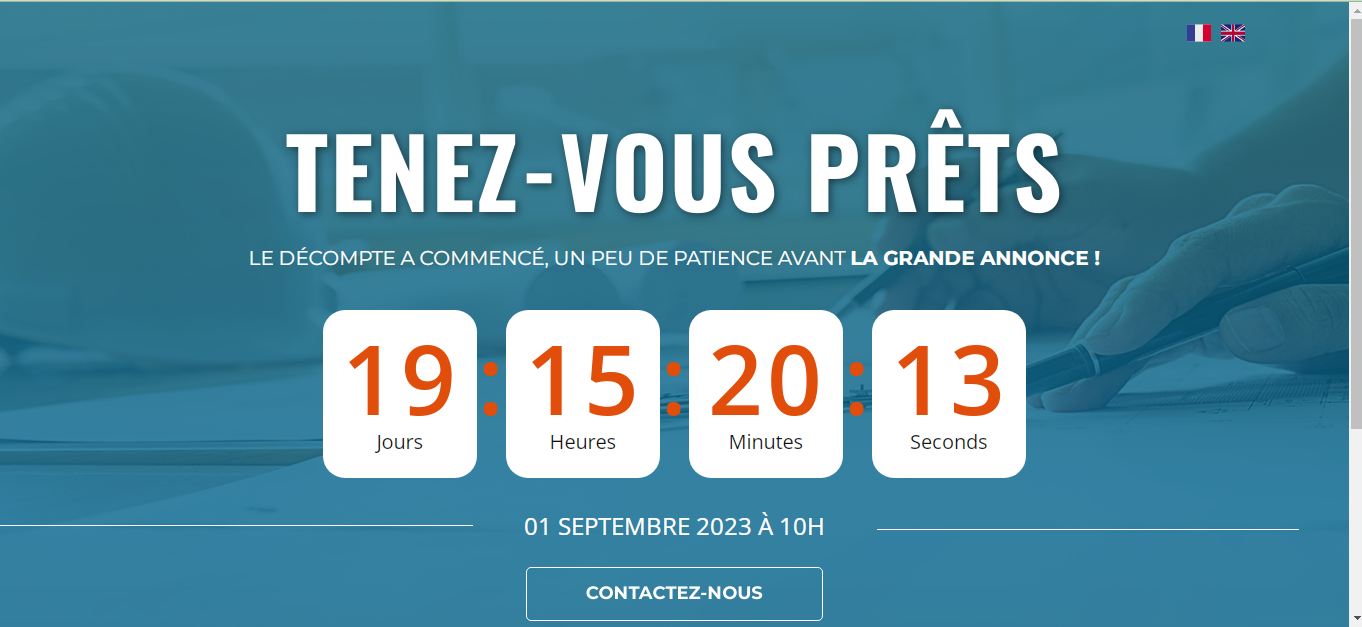 TENEZ-VOUS PRÊTS
LE DÉCOMPTE A COMMENCÉ, UN PEU DE PATIENCE AVANT LA GRANDE ANNONCE !
19 : 15 : 20 : 13
Jours Heures Minutes Seconds
01 SEPTEMBRE 2023 À 10H
CONTACTEZ-NOUS